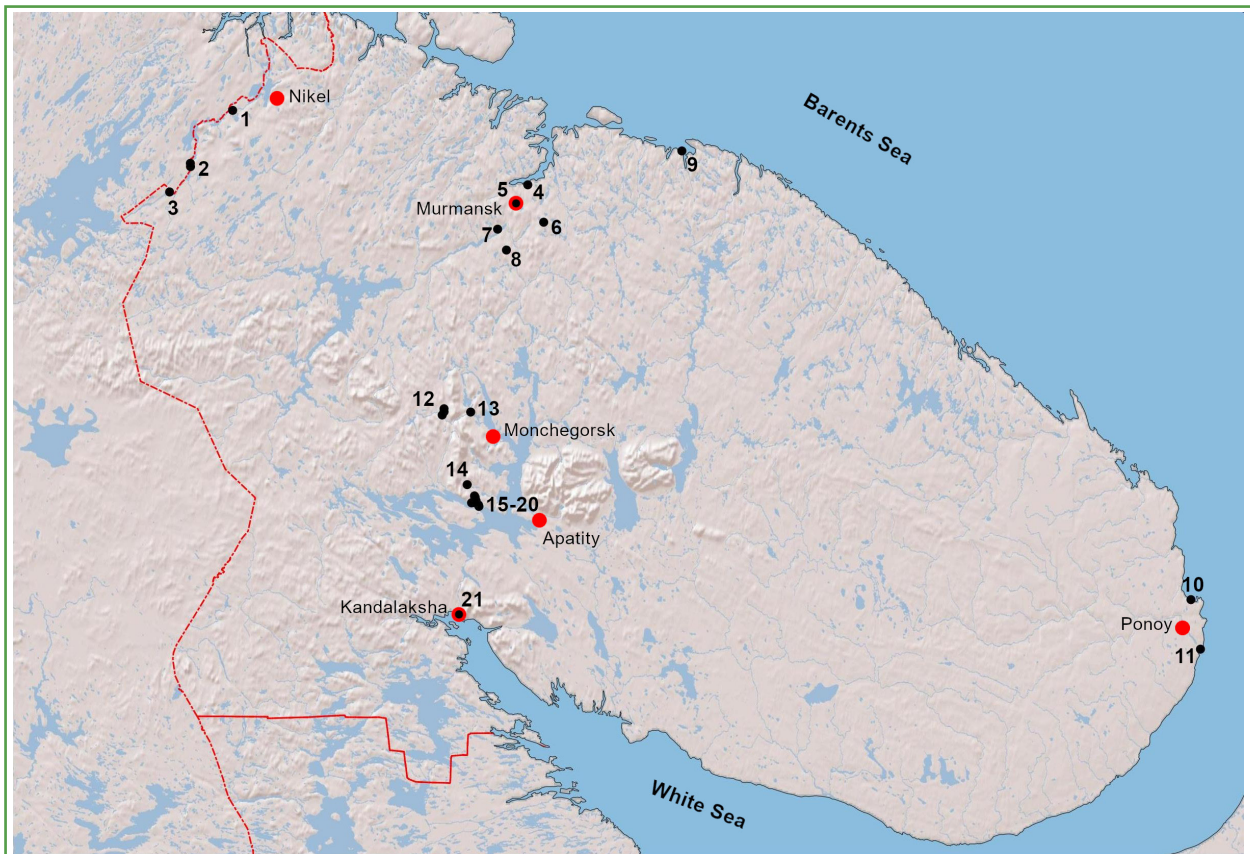 Nikel
1
Barents Sea
2
9
3
5
4
Murmansk
6
7
8
12
13
Monchegorsk
14
15-20
Apatity
10
Kandalaksha
21
Ponoy
11
White Sea